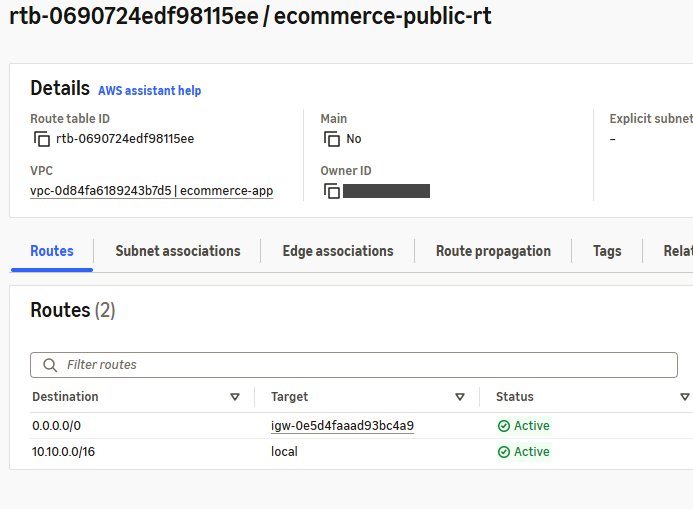 rtb-0690724edf98115ee / ecommerce-public-rt
Details AWS assistant help
Route table ID
rtb-0690724edf98115ee
Main
No
Explicit subnet
–
VPC
vpc-0d84fa6189243b7d5 | ecommerce-app
Owner ID
Routes Subnet associations Edge associations Route propagation Tags Relat
Routes (2)
Filter routes
Destination Target Status
0.0.0.0/0 igw-0e5d4faaad93bc4a9 Active
10.10.0.0/16 local Active